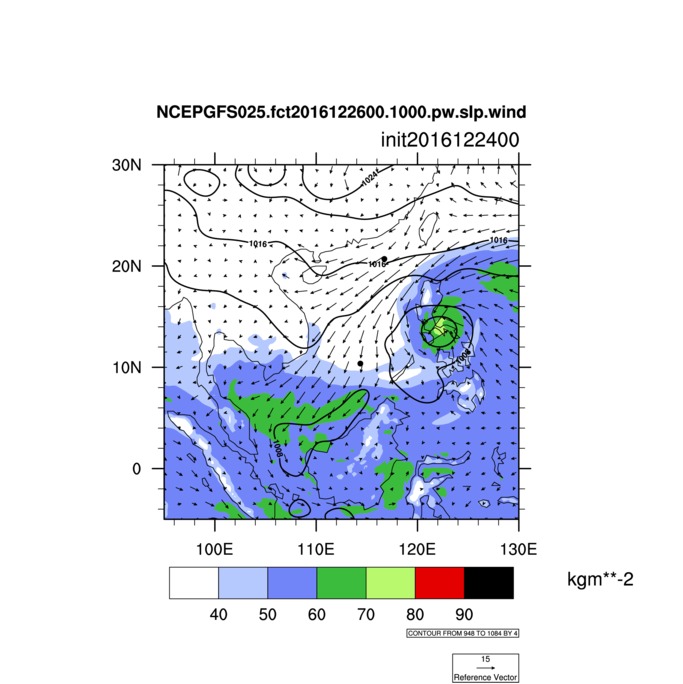 NCEPGFS025.fct2016122600.1000.pw.slp.wind
init2016122400
30N
20N
10N
0
1024
1016
1016
1016
1004
1008
100E
110E
120E
130E
40
50
60
70
80
90
kgm**-2
CONTOUR FROM 948 TO 1084 BY 4
15
Reference Vector